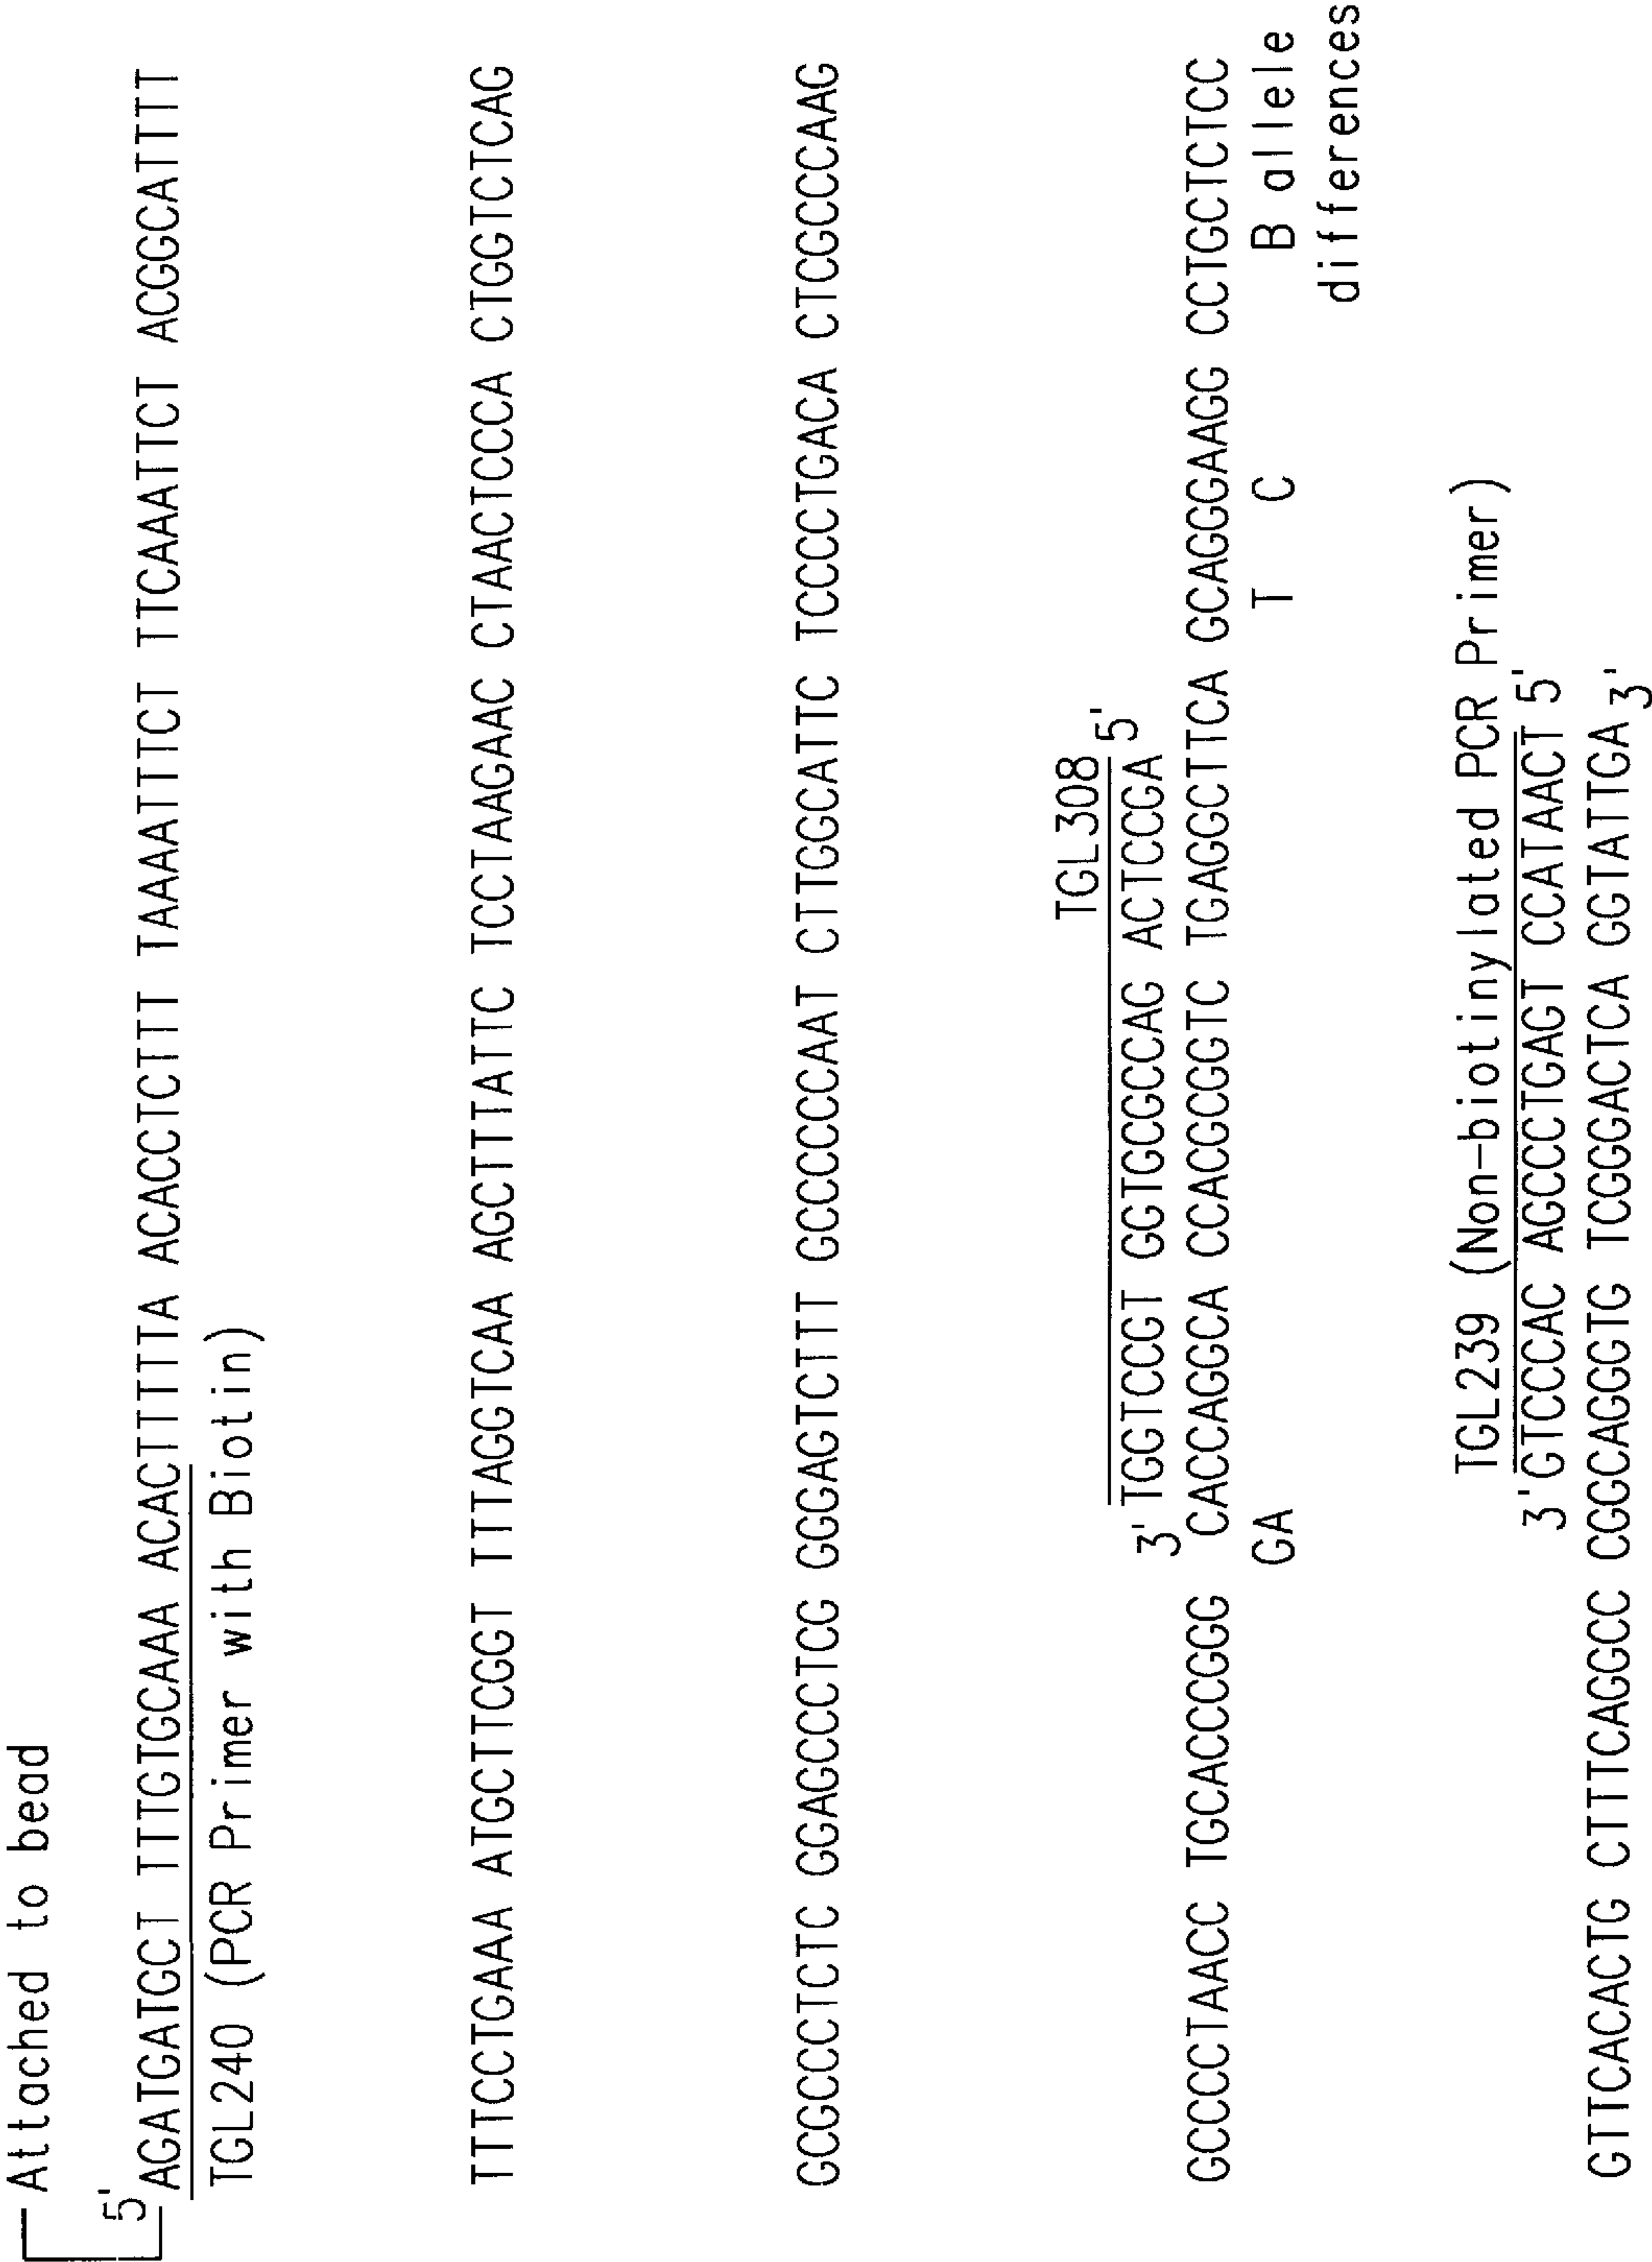 Attached to bead
5'
AGATGATGCT TTTGTGCAAA ACACTTTTTA ACACCTCTTT TAAAATTTCT TTCAAATTCT ACGGCATTTT
TGL240 (PCR Primer with Biotin)
TTTCCTGAAA ATGCTTCGGT TTTAGGTCAA AGCTTTATTC TCCTAAGAAC CTAACTCCCA CTGGTCTCAG
GCGCCCTCTC GGAGCCCTCG GGGAGTCTTT GCCCCCCAAT CTTGGCATTC TCCCCTGACA CTCGCCCAAG
TGL308
3' TGGTCCGT GGTGCGCCAG ACTCCGA 5'
GCCCCTAACC TGCACCCGGG CACCAGGCA CCACGCGGTC TGAGGCTTCA GCAGGGAAGG CCTGCTCTCC
GA T C B allele
differences
TGL239 (Non-biotinylated PCR Primer)
3'GTCCCAC AGCCCTGAGT CCATAACT 5'
GTTCACACTG CTTTCAGGCC CGGCAGGGTG TCGGGACTCA GGTATTGA 3'